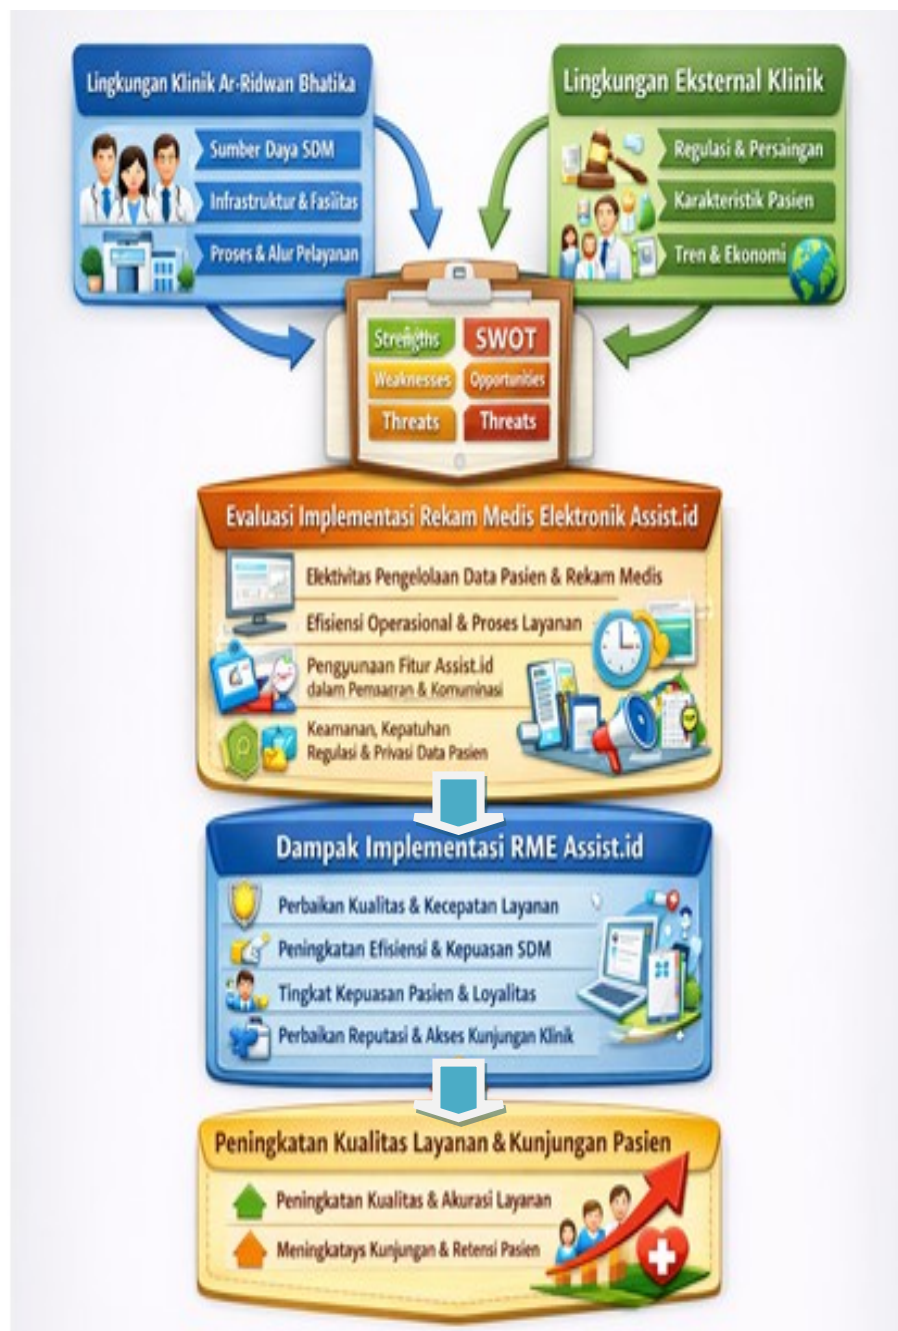 Lingkungan Klinik Ar-Ridwan Bhatika
Sumber Daya SDM
Infrastruktur & Fasilitas
Proses & Alur Pelayanan
Lingkungan Eksternal Klinik
Regulasi & Persaingan
Karakteristik Pasien
Tren & Ekonomi
Strengths
SWOT
Weaknesses
Opportunities
Threats
Threats
Evaluasi Implementasi Rekam Medis Elektronik Assist.id
Elektivitas Pengelolaan Data Pasien & Rekam Medis
Efisiensi Operasional & Proses Layanan
Pengyunaan Fitur Assist.id
dalam Pemaaran & Komuminasi
Keamanan, Kepatuhan
Regulasi & Privasi Data Pasien
Dampak Implementasi RME Assist.id
Perbaikan Kualitas & Kecepatan Layanan
Peningkatan Efisiensi & Kepuasan SDM
Tingkat Kepuasan Pasien & Loyalitas
Perbaikan Reputasi & Akses Kunjungan Klinik
Peningkatan Kualitas Layanan & Kunjungan Pasien
Peningkatan Kualitas & Akurasi Layanan
Meningkatays Kunjungan & Retensi Pasien